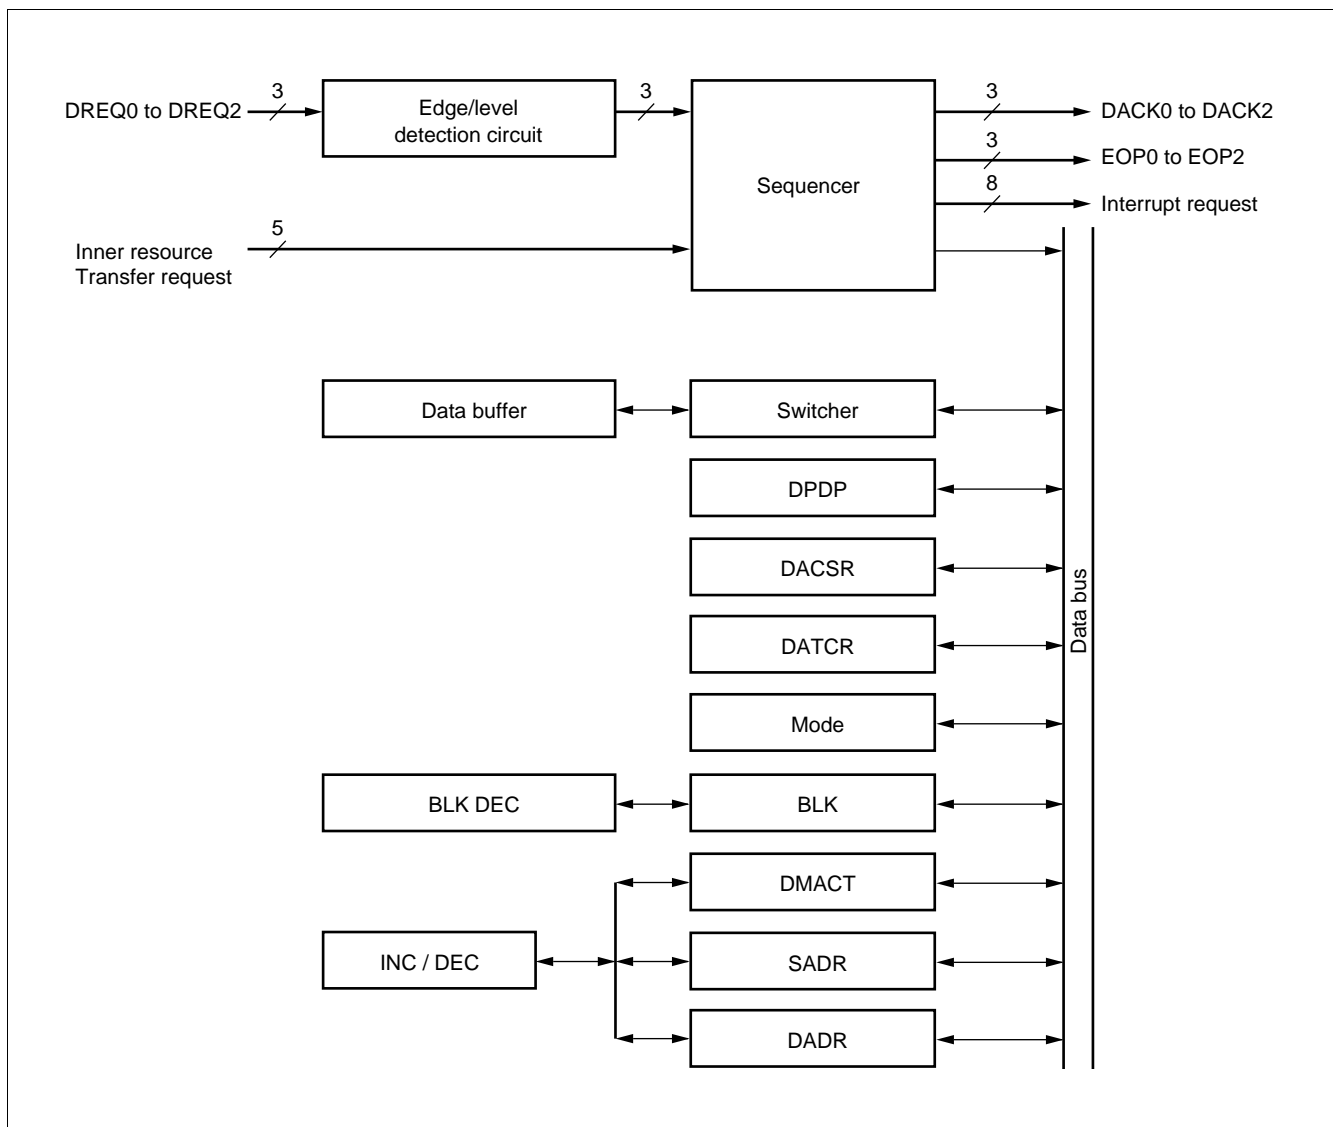 DREQ0 to DREQ2
3
Edge/level
detection circuit
3
Sequencer
3
DACK0 to DACK2
3
EOP0 to EOP2
8
Interrupt request
5
Inner resource
Transfer request
Data buffer
Switcher
DPDP
DACSR
DATCR
Mode
BLK DEC
BLK
DMACT
INC / DEC
SADR
DADR
Data bus